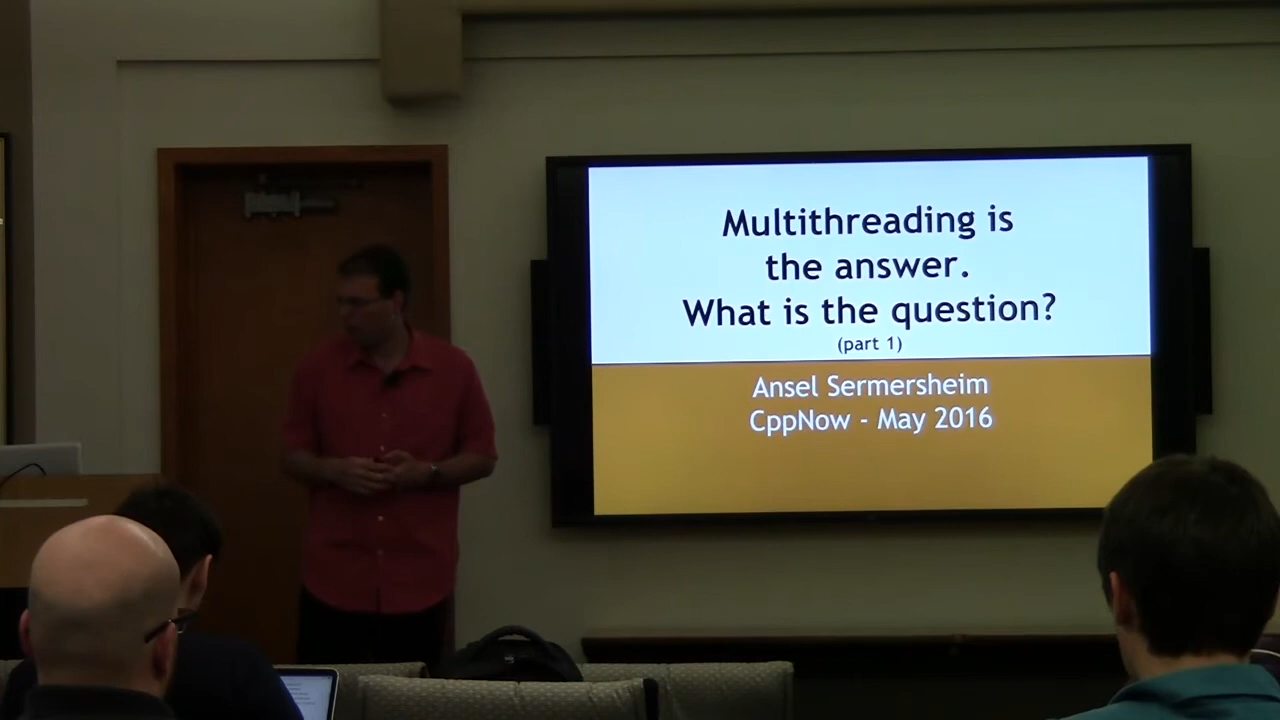 Multithreading is
the answer.
What is the question?
(part 1)
Ansel Sermersheim
CppNow - May 2016